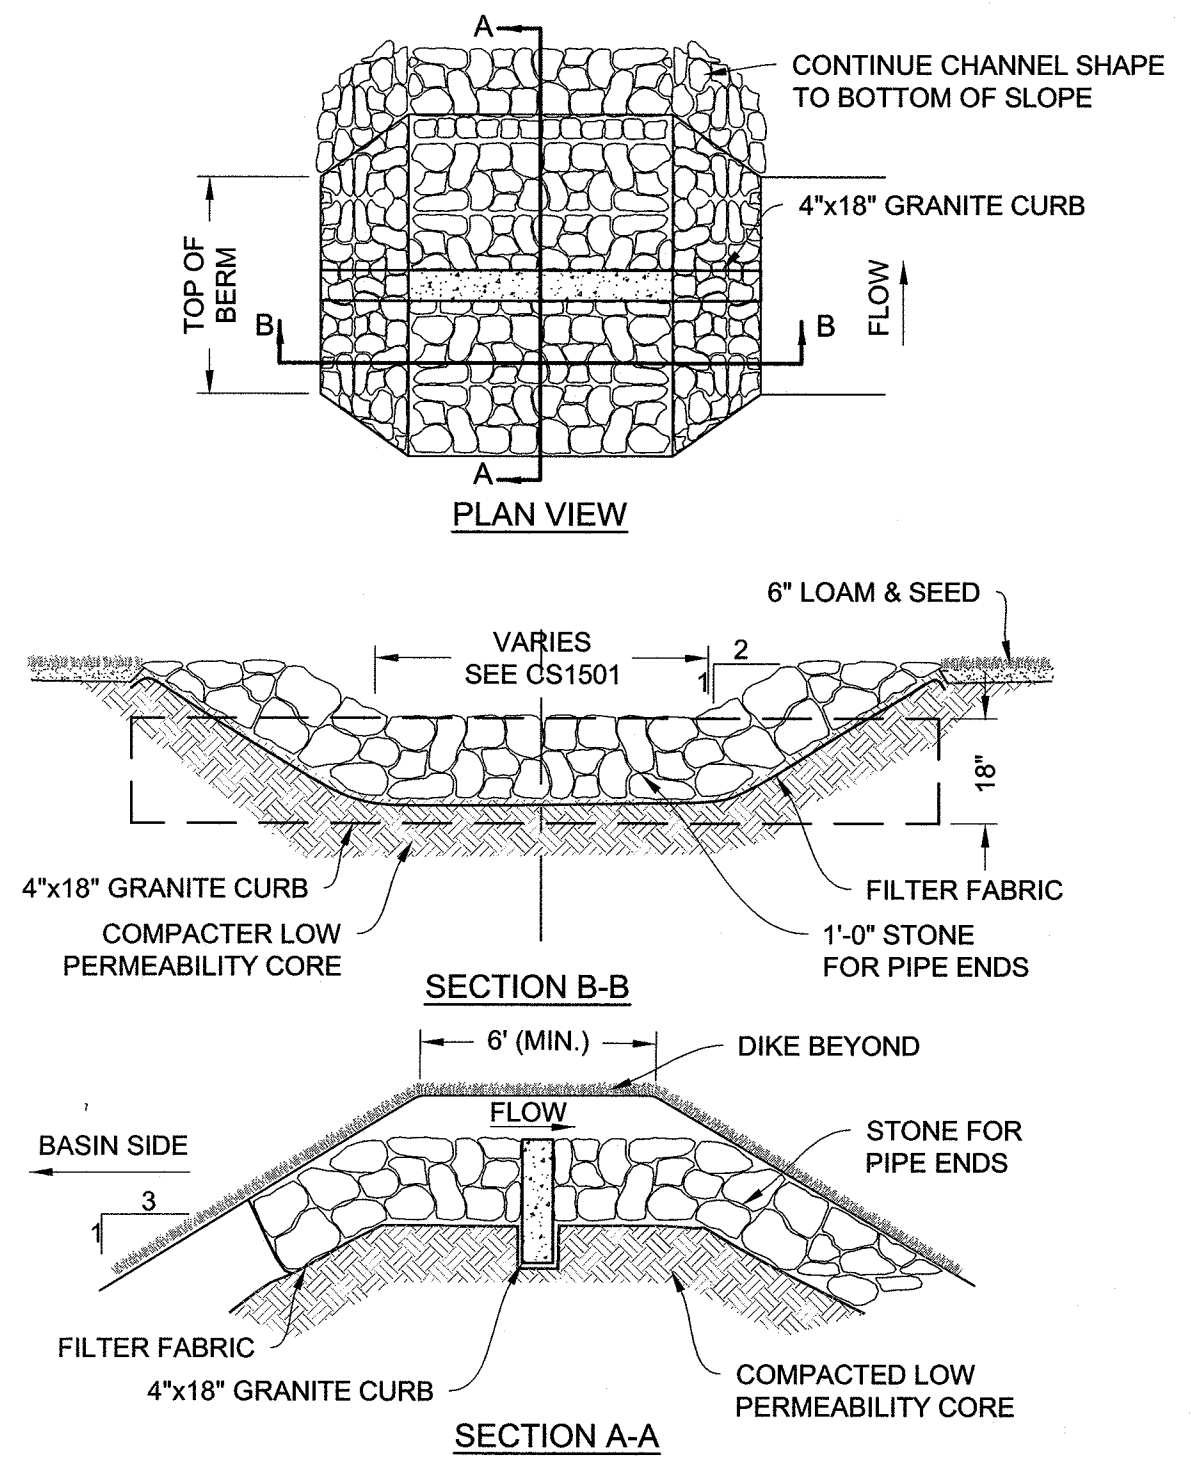 A
CONTINUE CHANNEL SHAPE
TO BOTTOM OF SLOPE
4"x18" GRANITE CURB
TOP OF
BERM
FLOW
B
B
A
PLAN VIEW
6" LOAM & SEED
VARIES
SEE CS1501
2
1
18"
4"x18" GRANITE CURB
FILTER FABRIC
COMPACTER LOW
PERMEABILITY CORE
1'-0" STONE
FOR PIPE ENDS
SECTION B-B
6' (MIN.)
DIKE BEYOND
FLOW
BASIN SIDE
STONE FOR
PIPE ENDS
3
1
FILTER FABRIC
4"x18" GRANITE CURB
COMPACTED LOW
PERMEABILITY CORE
SECTION A-A